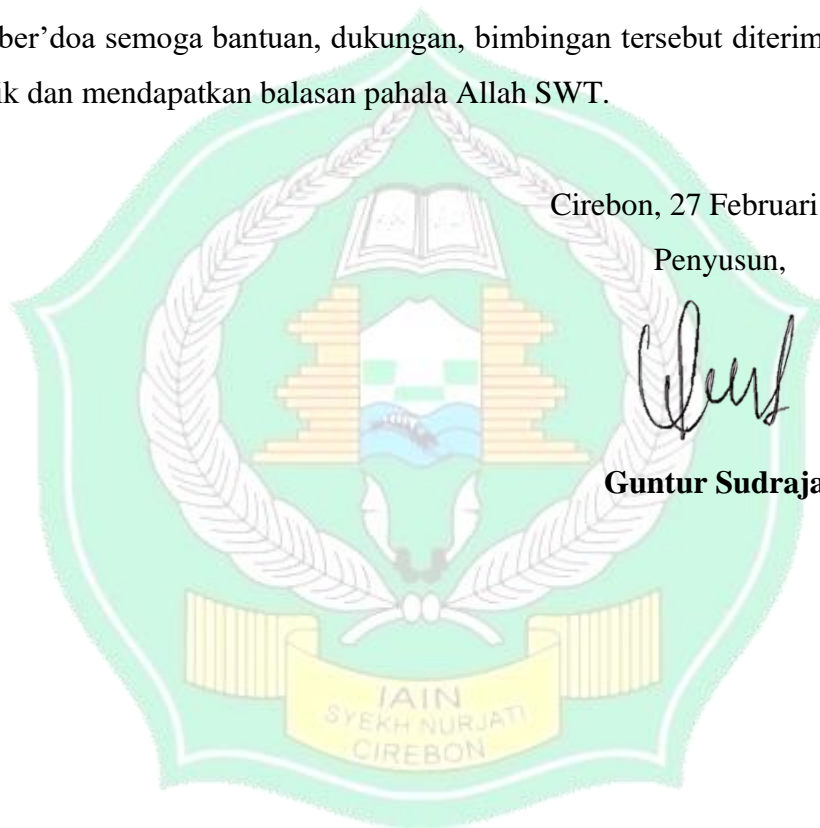 ber’doa semoga bantuan, dukungan, bimbingan tersebut diterim
ik dan mendapatkan balasan pahala Allah SWT.
Cirebon, 27 Februari
Penyusun,
Guntur Sudraja
IAIN
SYEKH NURJATI
CIREBON